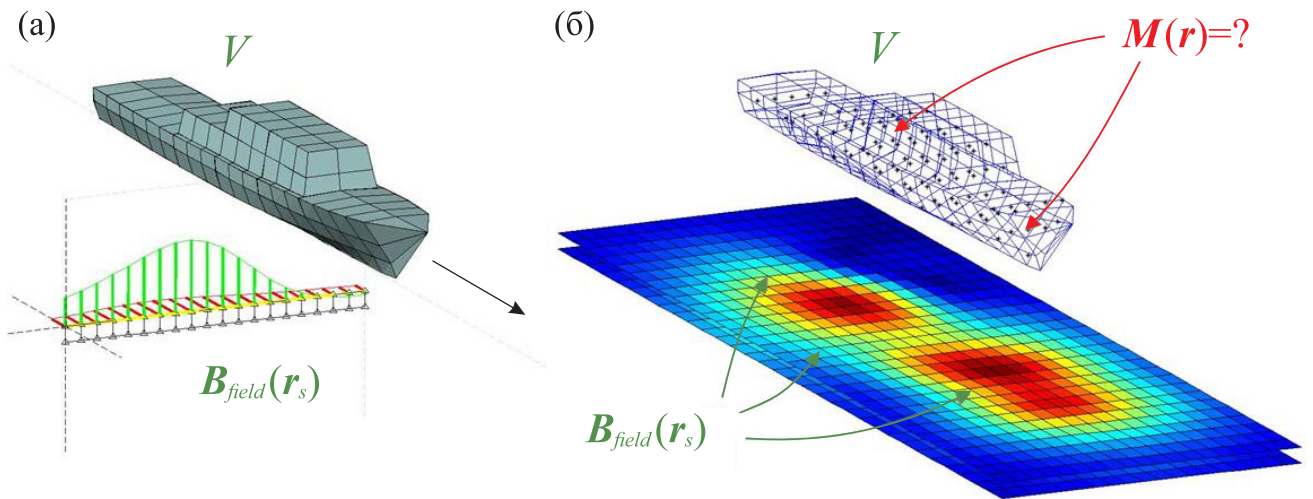 (а)
V
B_field(r_s)
(б)
V
M(r)=?
B_field(r_s)